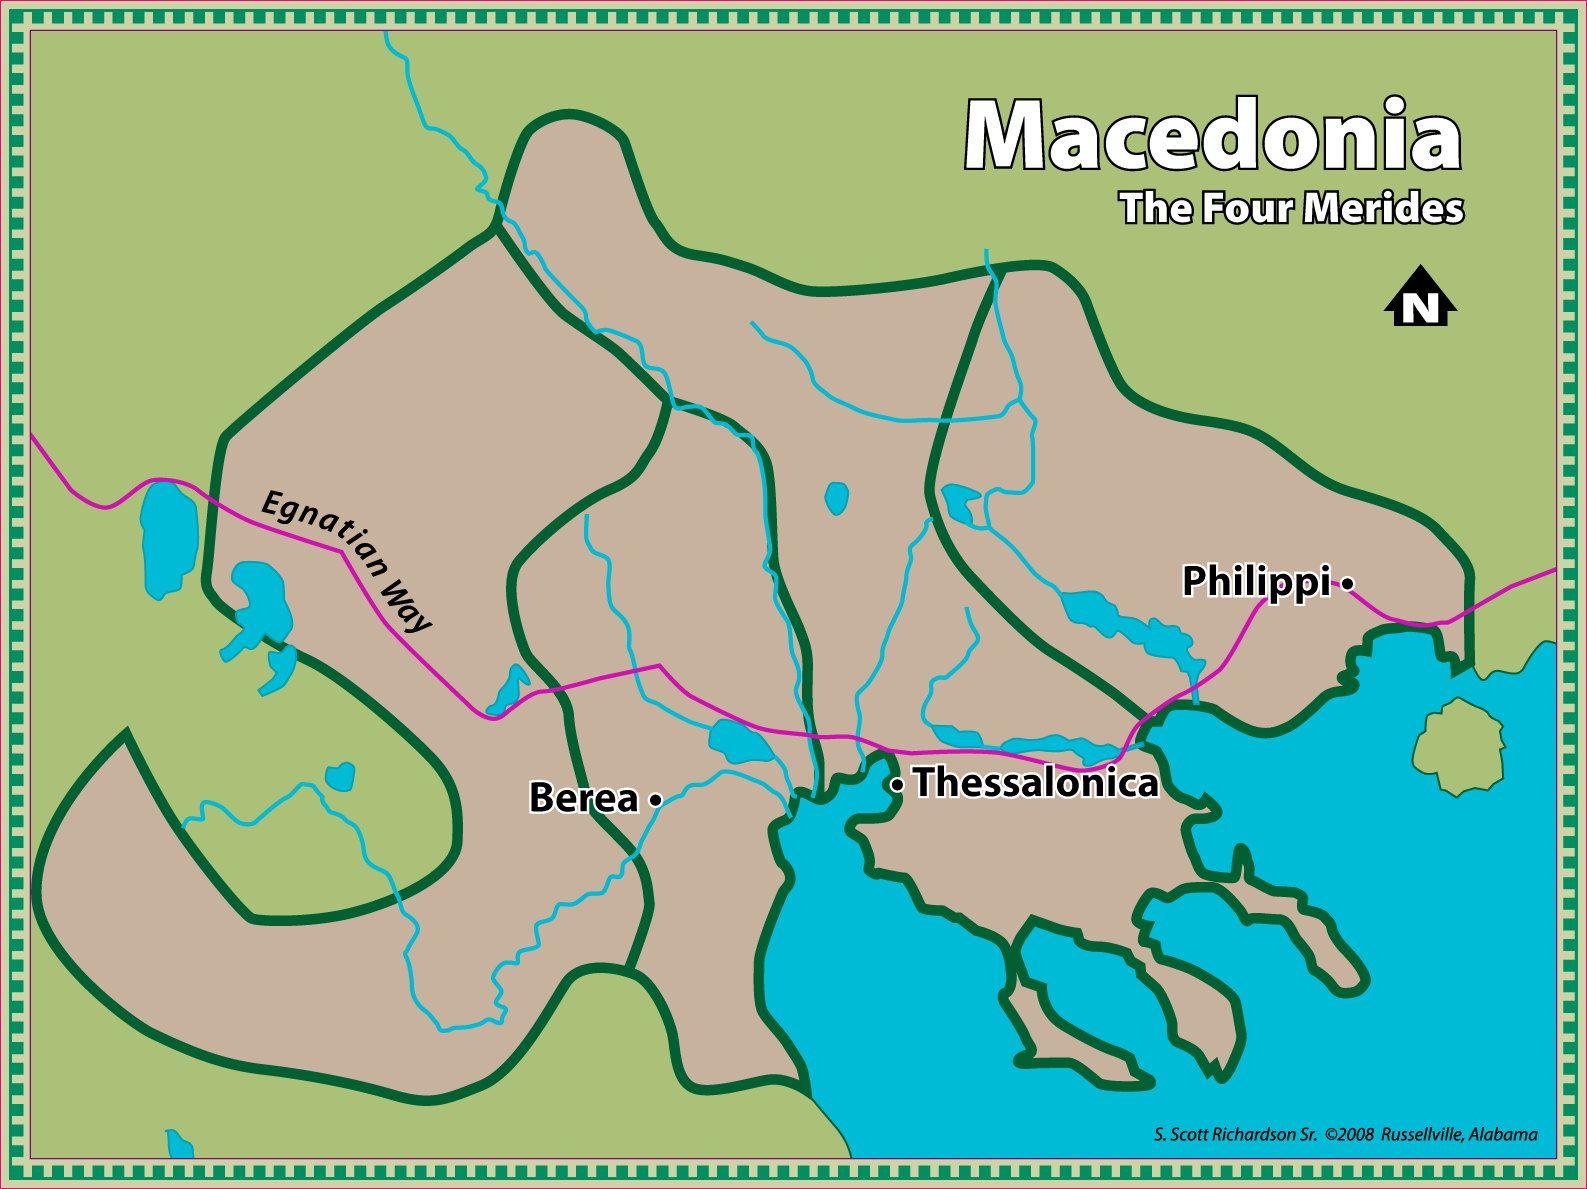 Macedonia
The Four Merides
N
Egnatian Way
Philippi
Berea
Thessalonica
S. Scott Richardson Sr. ©2008 Russellville, Alabama